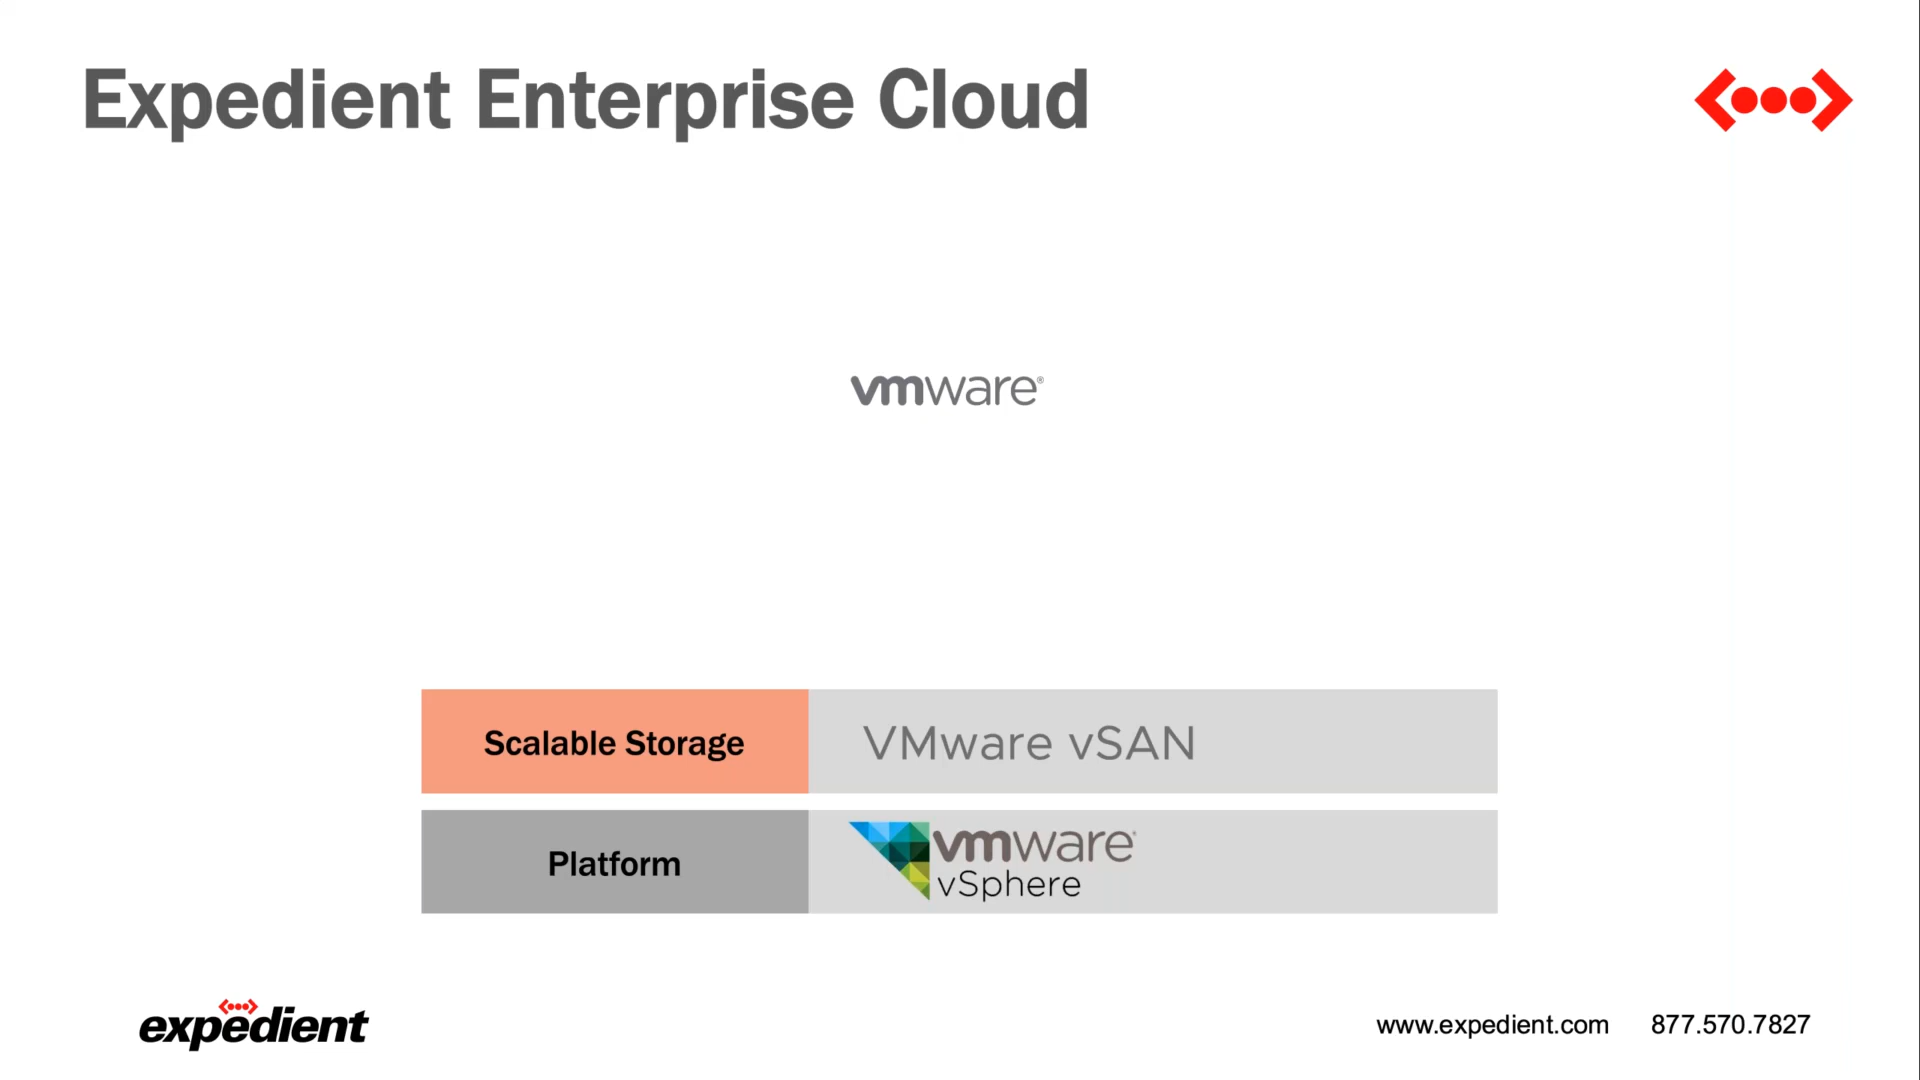 Expedient Enterprise Cloud
vmware®
Scalable Storage
VMware vSAN
Platform
vmware®
vSphere
expedient
www.expedient.com 877.570.7827